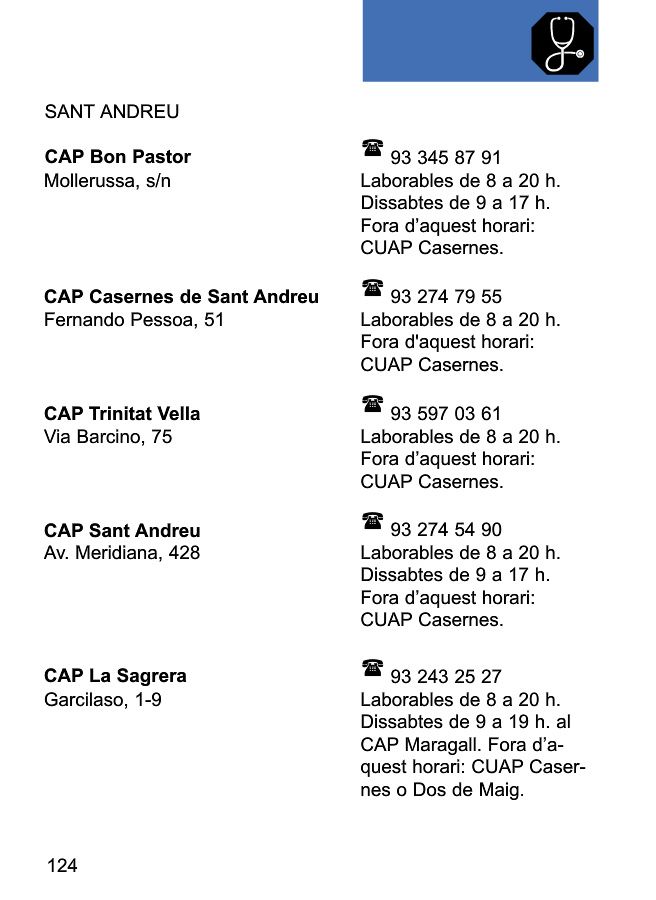 SANT ANDREU
CAP Bon Pastor
Mollerussa, s/n
☎ 93 345 87 91
Laborables de 8 a 20 h.
Dissabtes de 9 a 17 h.
Fora d’aquest horari:
CUAP Casernes.
CAP Casernes de Sant Andreu
Fernando Pessoa, 51
☎ 93 274 79 55
Laborables de 8 a 20 h.
Fora d'aquest horari:
CUAP Casernes.
CAP Trinitat Vella
Via Barcino, 75
☎ 93 597 03 61
Laborables de 8 a 20 h.
Fora d’aquest horari:
CUAP Casernes.
CAP Sant Andreu
Av. Meridiana, 428
☎ 93 274 54 90
Laborables de 8 a 20 h.
Dissabtes de 9 a 17 h.
Fora d’aquest horari:
CUAP Casernes.
CAP La Sagrera
Garcilaso, 1-9
☎ 93 243 25 27
Laborables de 8 a 20 h.
Dissabtes de 9 a 19 h. al
CAP Maragall. Fora d’a-
quest horari: CUAP Caser-
nes o Dos de Maig.
124